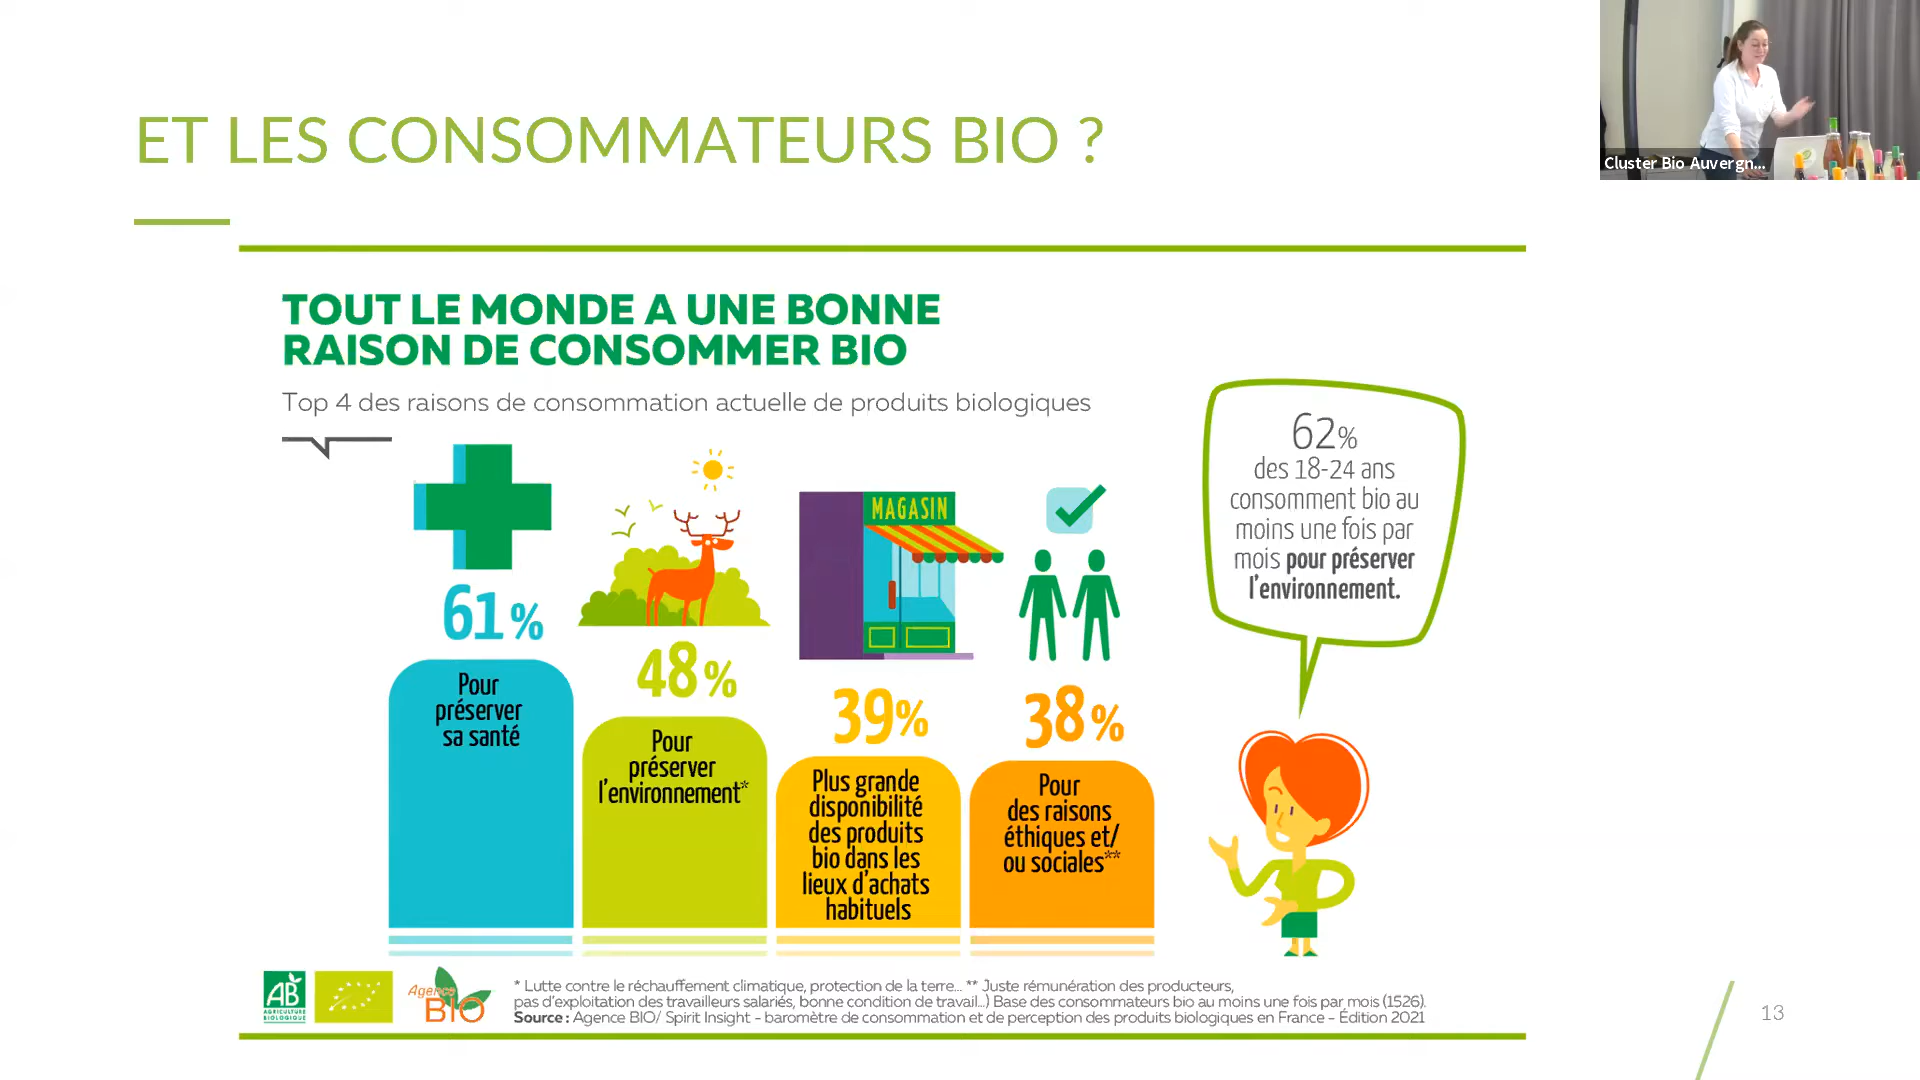 ET LES CONSOMMATEURS BIO ?
Cluster Bio Auvergn...
TOUT LE MONDE A UNE BONNE
RAISON DE CONSOMMER BIO
Top 4 des raisons de consommation actuelle de produits biologiques
MAGASIN
61%
Pour
préserver
sa santé
48%
Pour
préserver
l'environnement*
39%
Plus grande
disponibilité
des produits
bio dans les
lieux d'achats
habituels
38%
Pour
des raisons
éthiques et/
ou sociales**
62%
des 18-24 ans
consomment bio au
moins une fois par
mois pour préserver
l'environnement.
AB
AGRICULTURE
BIOLOGIQUE
Agence
BIO
* Lutte contre le réchauffement climatique, protection de la terre... ** Juste rémunération des producteurs,
pas d'exploitation des travailleurs salariés, bonne condition de travail...) Base des consommateurs bio au moins une fois par mois (1526).
Source : Agence BIO/ Spirit Insight - baromètre de consommation et de perception des produits biologiques en France - Édition 2021
13